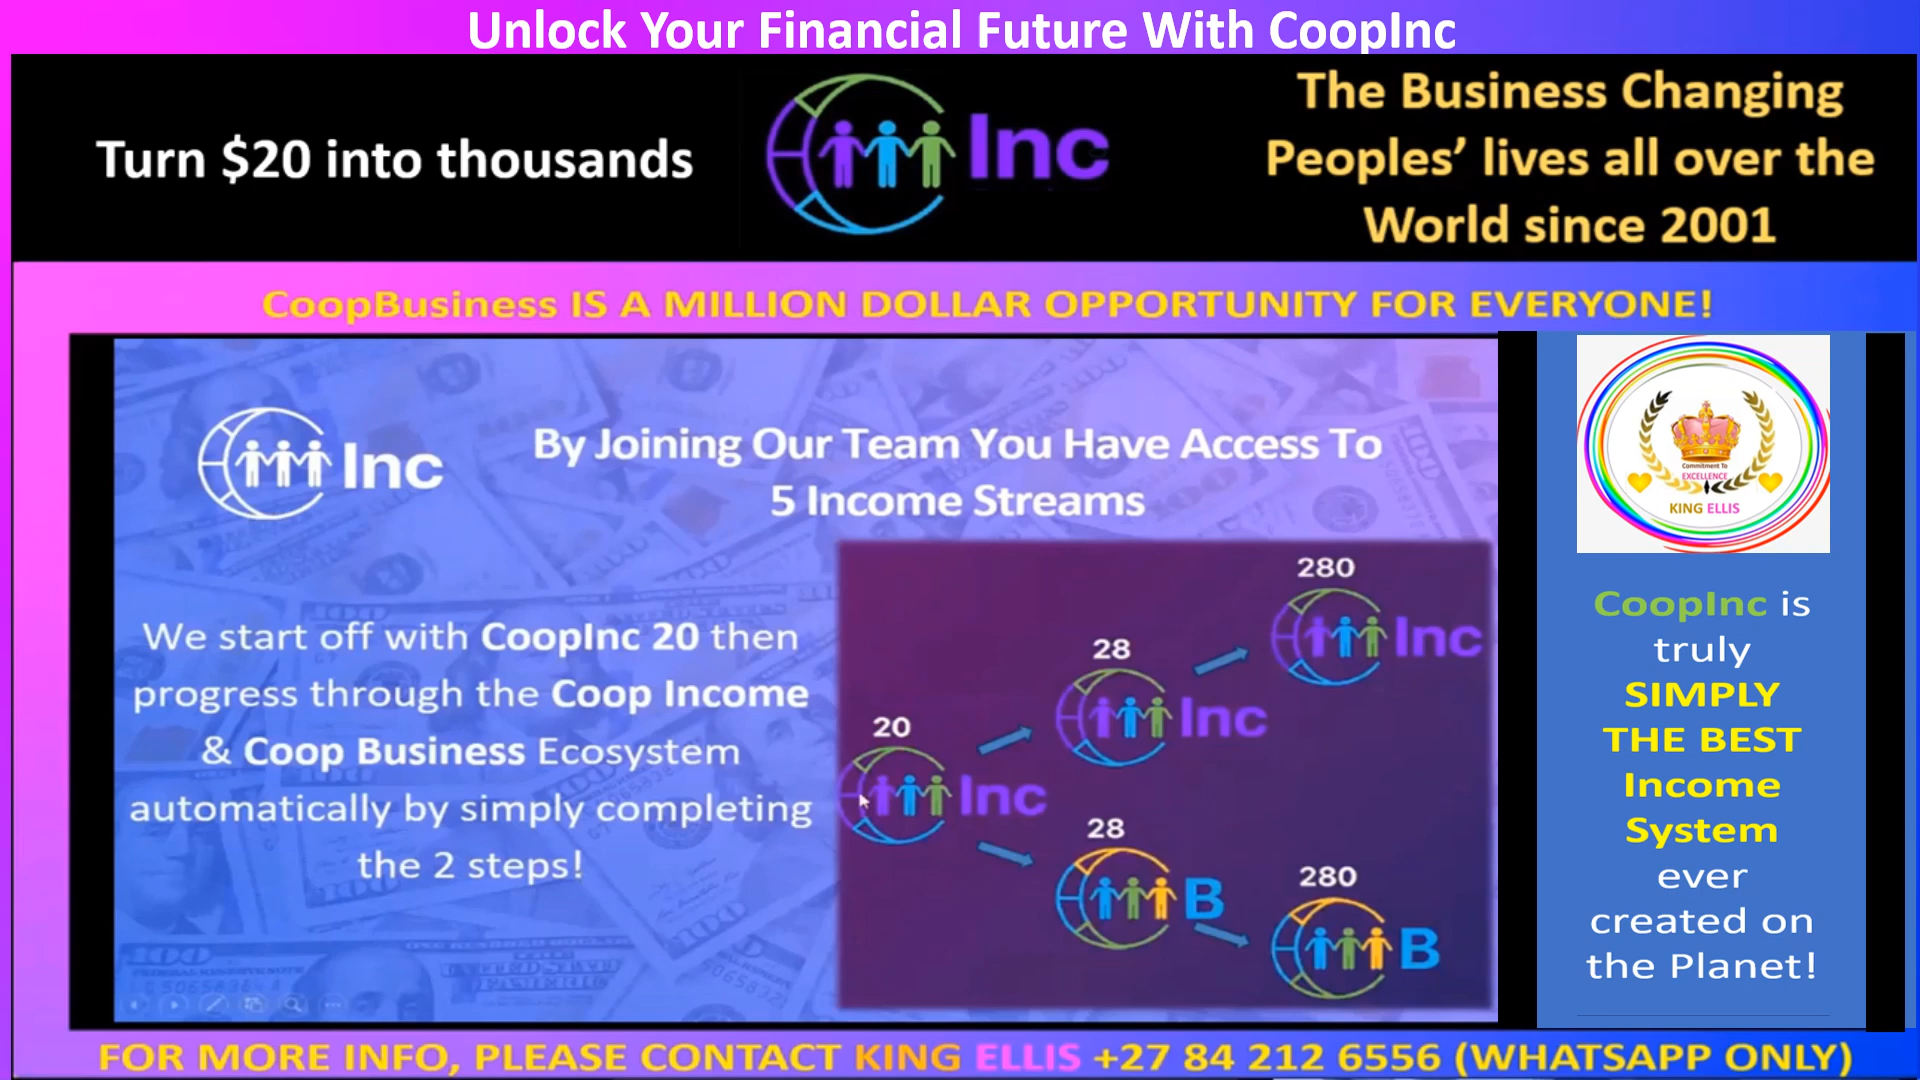 Unlock Your Financial Future With CoopInc
Turn $20 into thousands
Inc
The Business Changing
Peoples’ lives all over the
World since 2001
CoopBusiness IS A MILLION DOLLAR OPPORTUNITY FOR EVERYONE!
Inc
By Joining Our Team You Have Access To
5 Income Streams
We start off with CoopInc 20 then
progress through the Coop Income
& Coop Business Ecosystem
automatically by simply completing
the 2 steps!
280
Inc
28
Inc
20
Inc
28
B
280
B
Commitment To
EXCELLENCE
KING ELLIS
CoopInc is
truly
SIMPLY
THE BEST
Income
System
ever
created on
the Planet!
FOR MORE INFO, PLEASE CONTACT KING ELLIS +27 84 212 6556 (WHATSAPP ONLY)